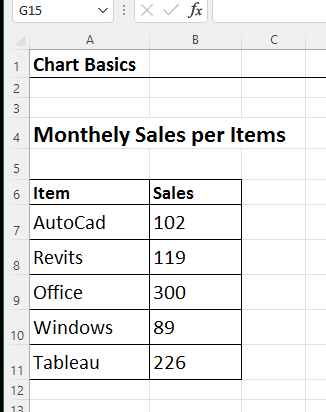 G15 fx
A B C
1 Chart Basics
2
3
4 Monthely Sales per Items
5
6 Item Sales
7 AutoCad 102
8 Revits 119
9 Office 300
10 Windows 89
11 Tableau 226
12
13